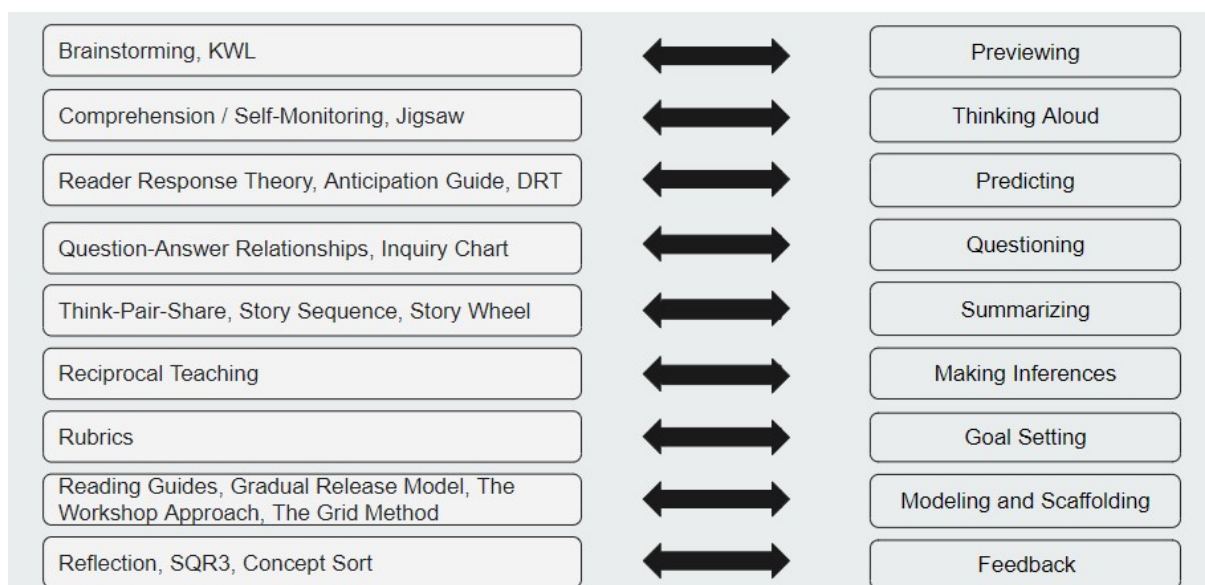 Brainstorming, KWL
Previewing
Comprehension / Self-Monitoring, Jigsaw
Thinking Aloud
Reader Response Theory, Anticipation Guide, DRT
Predicting
Question-Answer Relationships, Inquiry Chart
Questioning
Think-Pair-Share, Story Sequence, Story Wheel
Summarizing
Reciprocal Teaching
Making Inferences
Rubrics
Goal Setting
Reading Guides, Gradual Release Model, The
Workshop Approach, The Grid Method
Modeling and Scaffolding
Reflection, SQR3, Concept Sort
Feedback